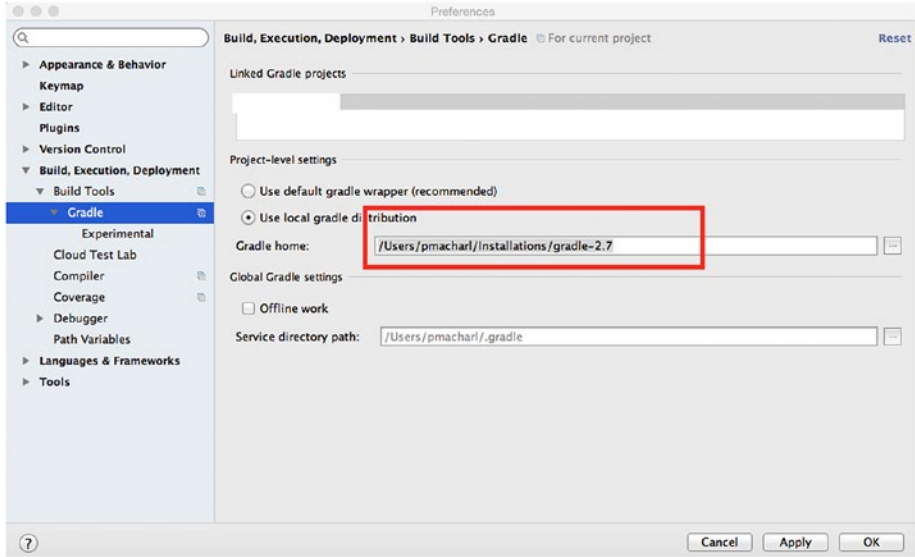 Preferences
Build, Execution, Deployment › Build Tools › Gradle For current project Reset
Appearance & Behavior
Keymap
Editor
Plugins
Version Control
Build, Execution, Deployment
Build Tools
Gradle
Experimental
Cloud Test Lab
Compiler
Coverage
Debugger
Path Variables
Languages & Frameworks
Tools
Linked Gradle projects
Project-level settings
Use default gradle wrapper (recommended)
Use local gradle distribution
Gradle home: /Users/pmacharl/Installations/gradle-2.7 ...
Global Gradle settings
Offline work
Service directory path: /Users/pmacharl/.gradle ...
? Cancel Apply OK